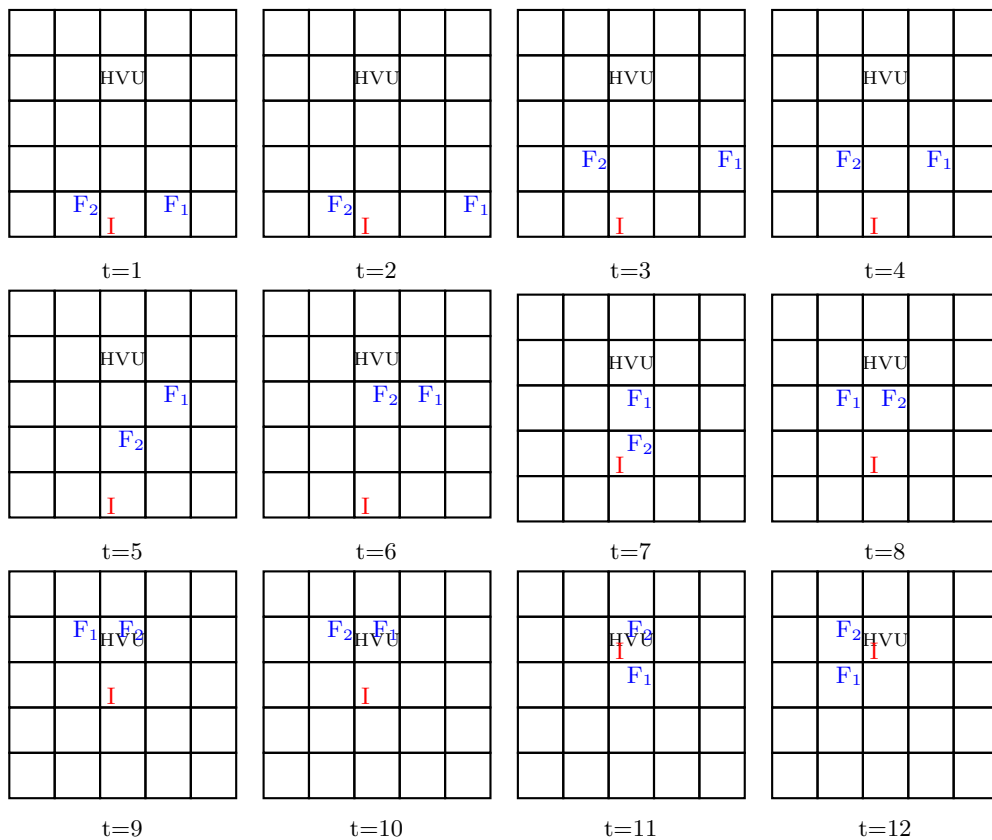 HVU HVU HVU HVU
F₂ F₁
F₂ F₁
F₂ F₁
F₂ F₁
I I I I
t=1 t=2 t=3 t=4
HVU HVU HVU HVU
F₁
F₂
F₂ F₁
F₁
F₂
F₁ F₂
I I I I
t=5 t=6 t=7 t=8
F₁ F₂ F₂ F₁ F₂ F₂
HVU HVU HVU HVU
I I I I
F₁ F₁
t=9 t=10 t=11 t=12